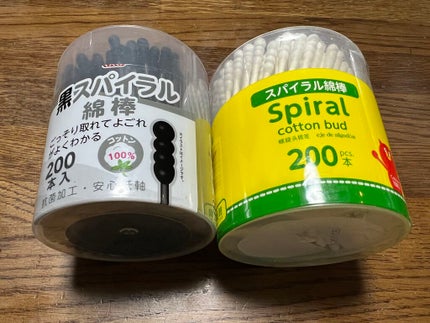 黒スパイラル
綿棒
ごっそり取れてよごれ
がよくわかる
コットン
100%
200
本入
抗菌加工・安心紙軸
スパイラル綿棒
Spiral
cotton bud
200 pcs.
本